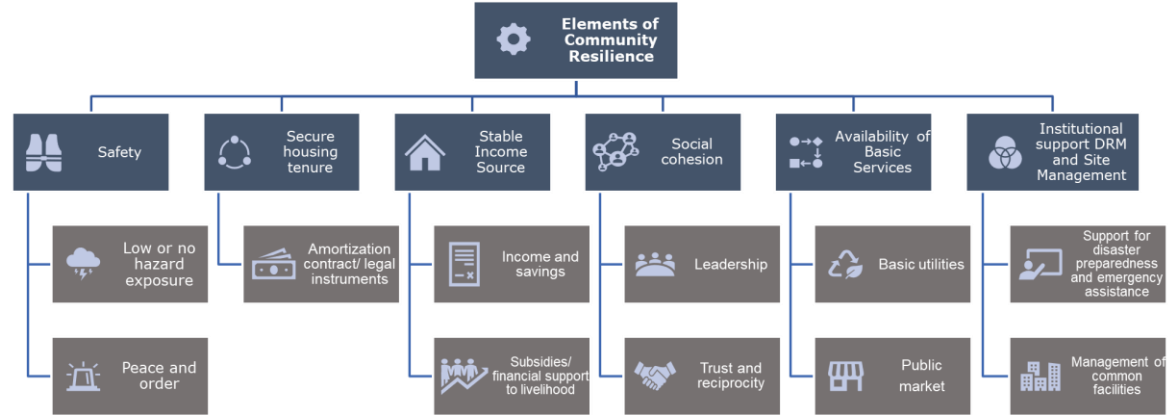 Elements of
Community
Resilience
Safety
Secure
housing
tenure
Stable
Income
Source
Social
cohesion
Availability of
Basic
Services
Institutional
support DRM
and Site
Management
Low or no
hazard
exposure
Amortization
contract/ legal
instruments
Income and
savings
Leadership
Basic utilities
Support for
disaster
preparedness
and emergency
assistance
Peace and
order
Subsidies/
financial support
to livelihood
Trust and
reciprocity
Public
market
Management of
common
facilities